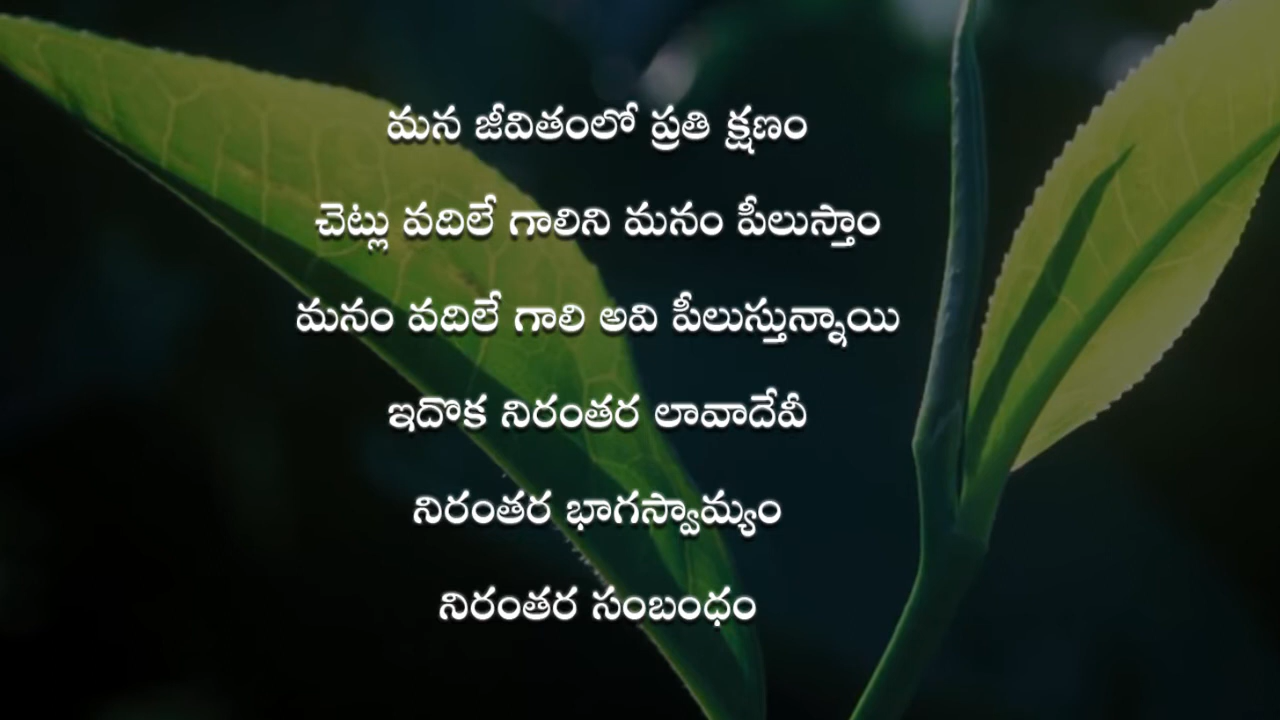 మన జీవితంలో ప్రతి క్షణం
చెట్లు వదిలే గాలిని మనం పీలుస్తాం
మనం వదిలే గాలి అవి పీలుస్తున్నాయి
ఇదొక నిరంతర లావాదేవీ
నిరంతర భాగస్వామ్యం
నిరంతర సంబంధం